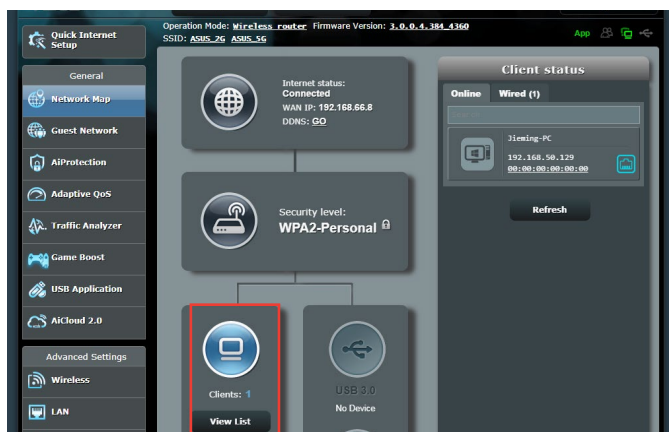 Quick Internet
Setup
Operation Mode: Wireless router Firmware Version: 3.0.0.4.384_4360
SSID: ASUS_2G ASUS_5G
App
General
Network Map
Guest Network
AiProtection
Adaptive QoS
Traffic Analyzer
Game Boost
USB Application
AiCloud 2.0
Advanced Settings
Wireless
LAN
Internet status:
Connected
WAN IP: 192.168.66.8
DDNS: GO
Security level:
WPA2-Personal
Clients: 1
View List
USB 3.0
No Device
Client status
Online Wired (1)
Jieming-PC
192.168.50.129
00:00:00:00:00:00
Refresh